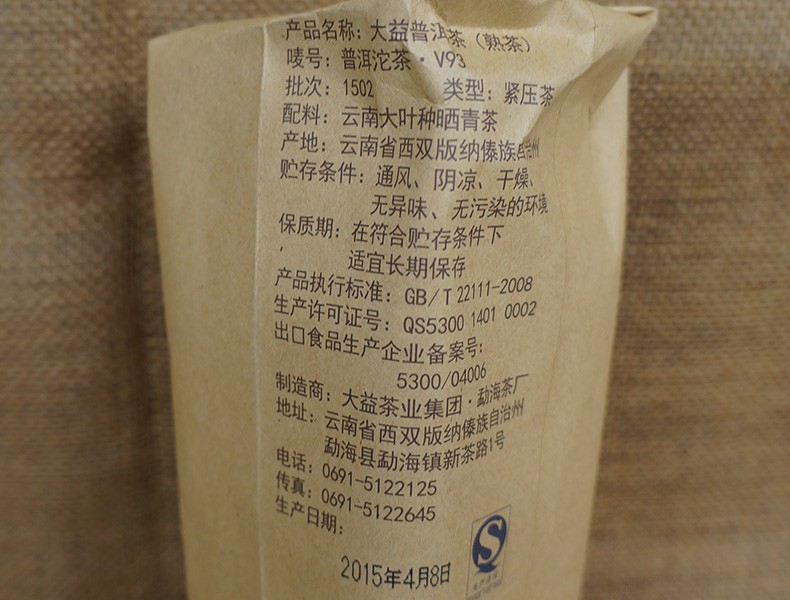 产品名称：大益普洱茶（熟茶）
唛号：普洱沱茶·V93
批次：1502 类型：紧压茶
配料：云南大叶种晒青茶
产地：云南省西双版纳傣族自治州
贮存条件：通风、阴凉、干燥、
无异味、无污染的环境
保质期：在符合贮存条件下
适宜长期保存
产品执行标准：GB/T 22111-2008
生产许可证号：QS5300 1401 0002
出口食品生产企业备案号：
5300/04006
制造商：大益茶业集团·勐海茶厂
地址：云南省西双版纳傣族自治州
勐海县勐海镇新茶路1号
电话：0691-5122125
传真：0691-5122645
生产日期：
2015年4月8日